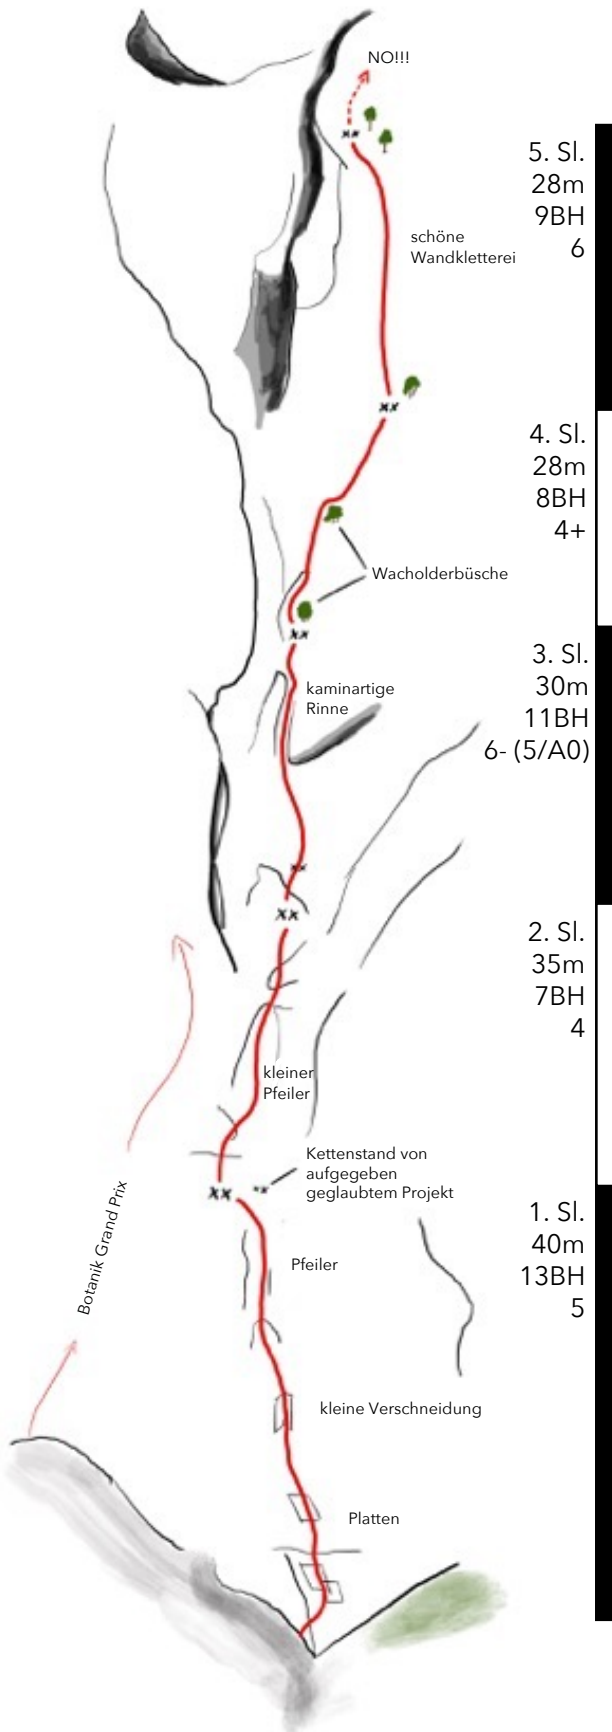 NO!!!
5. Sl.
28m
9BH
6
schöne
Wandkletterei
4. Sl.
28m
8BH
4+
Wacholderbüsche
3. Sl.
30m
11BH
6- (5/A0)
kaminartige
Rinne
2. Sl.
35m
7BH
4
kleiner
Pfeiler
Kettenstand von
aufgegeben
geglaubtem Projekt
Botanik Grand Prix
1. Sl.
40m
13BH
5
Pfeiler
kleine Verschneidung
Platten